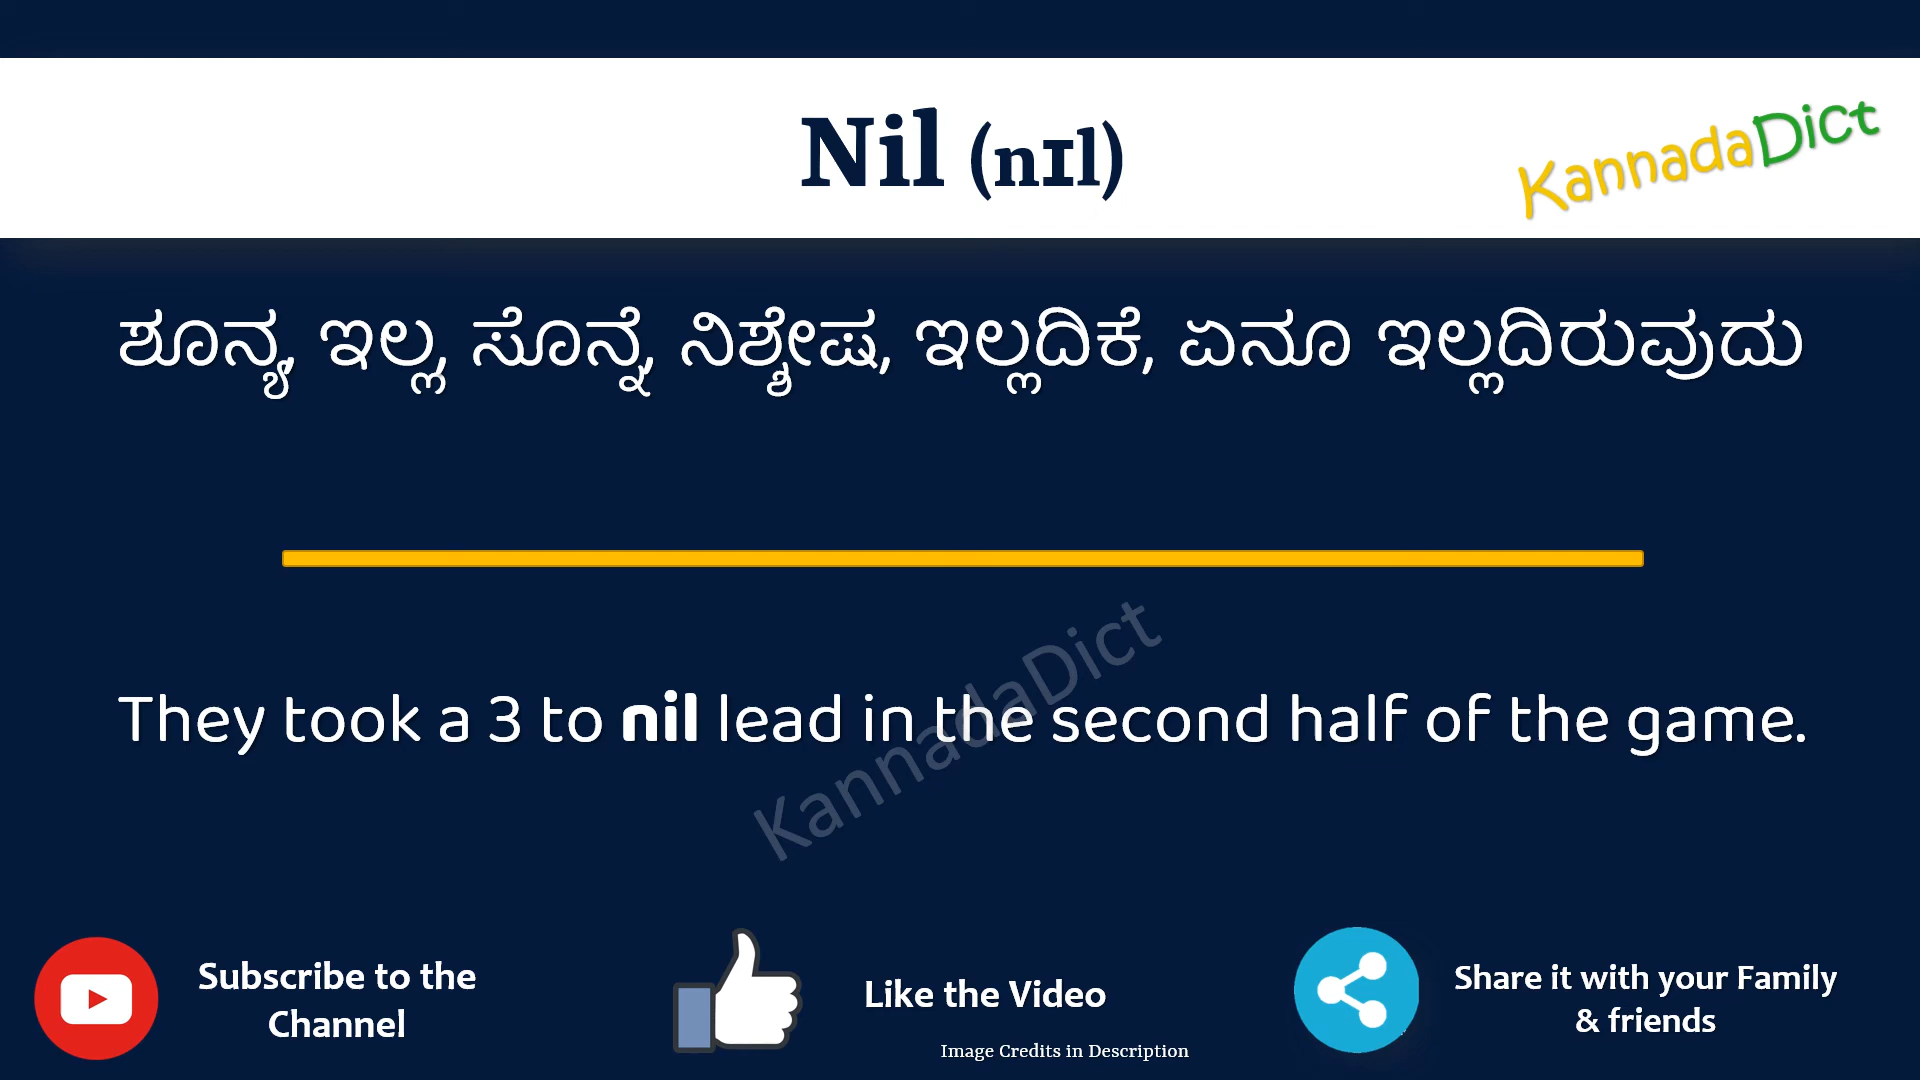 Nil (nɪl)
KannadaDict
ಶೂನ್ಯ, ಇಲ್ಲ, ಸೊನ್ನೆ, ನಿಶ್ಶೇಷ, ಇಲ್ಲದಿಕೆ, ಏನೂ ಇಲ್ಲದಿರುವುದು
They took a 3 to nil lead in the second half of the game.
KannadaDict
Subscribe to the
Channel
Like the Video
Share it with your Family
& friends
Image Credits in Description